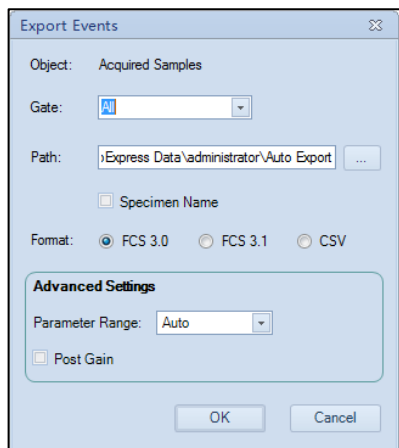 Export Events
Object: Acquired Samples
Gate: All
Path: Express Data\administrator\Auto Export ...
Specimen Name
Format: FCS 3.0 FCS 3.1 CSV
Advanced Settings
Parameter Range: Auto
Post Gain
OK Cancel